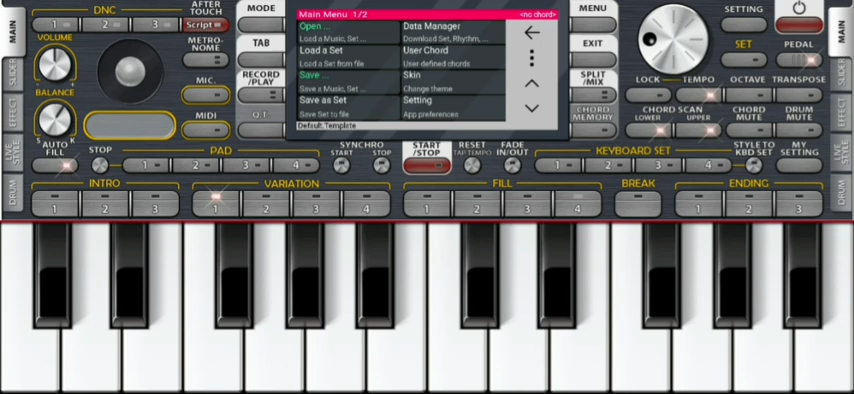 DNC
1 2 3
AFTER
TOUCH
Script
VOLUME
- +
BALANCE
S K
METRO-
NOME
MIC.
MIDI
MODE
TAB
RECORD
/PLAY
Main Menu 1/2 <no chord>
Open ...
Load a Music, Set ...
Data Manager
Download Set, Rhythm, ...
Load a Set
Load a Set from file
User Chord
User defined chords
Save ...
Save a Music, Set ...
Skin
Change theme
Save as Set
Save Set to file
Setting
App preferences
Default.Template
MENU
EXIT
SPLIT
/MIX
CHORD
MEMORY
SETTING
SET
PEDAL
LOCK TEMPO OCTAVE TRANSPOSE
CHORD SCAN
LOWER UPPER
CHORD
MUTE
DRUM
MUTE
MAIN
SLIDER
EFFECT
LIVE
STYLE
DRUM
MAIN
SLIDER
EFFECT
LIVE
STYLE
DRUM
AUTO
FILL
STOP
PAD
1 2 3 4
SYNCHRO
START STOP
START
/STOP
RESET
TAP TEMPO
FADE
IN/OUT
KEYBOARD SET
1 2 3 4
STYLE TO
KBD SET
MY
SETTING
INTRO
1 2 3
VARIATION
1 2 3 4
FILL
1 2 3 4
BREAK
ENDING
1 2 3